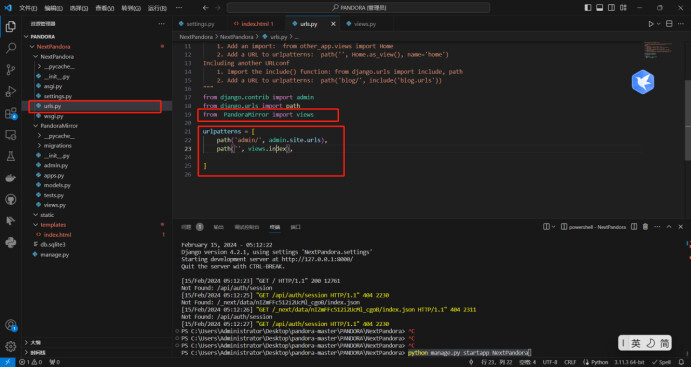 文件(F) 编辑(E) 选择(S) 查看(V) 转到(G) 运行(R) ···
PANDORA [管理员]
资源管理器
PANDORA
NextPandora
NextPandora
__pycache__
__init__.py
asgi.py
settings.py
urls.py
wsgi.py
PandoraMirror
__pycache__
migrations
__init__.py
admin.py
apps.py
models.py
tests.py
views.py
static
templates
index.html
db.sqlite3
manage.py
大纲
时间线
settings.py
index.html 1
urls.py
views.py
NextPandora > NextPandora > urls.py > ...
11 1. Add an import: from other_app.views import Home
12 2. Add a URL to urlpatterns: path('', Home.as_view(), name='home')
13 Including another URLconf
14 1. Import the include() function: from django.urls import include, path
15 2. Add a URL to urlpatterns: path('blog/', include('blog.urls'))
16 """
17 from django.contrib import admin
18 from django.urls import path
19 from PandoraMirror import views
20
21 urlpatterns = [
22 path('admin/', admin.site.urls),
23 path('', views.index),
24
25 ]
26
问题 1 输出 调试控制台 终端 端口
powershell - NextPandora
February 15, 2024 - 05:12:22
Django version 4.2.1, using settings 'NextPandora.settings'
Starting development server at http://127.0.0.1:8000/
Quit the server with CTRL-BREAK.
[15/Feb/2024 05:12:23] "GET / HTTP/1.1" 200 12761
Not Found: /api/auth/session
[15/Feb/2024 05:12:25] "GET /api/auth/session HTTP/1.1" 404 2230
Not Found: /_next/data/nIZmFFc5i2i2UcMl_cgoB/index.json
[15/Feb/2024 05:12:26] "GET /_next/data/nIZmFFc5i2i2UcMl_cgoB/index.json HTTP/1.1" 404 2311
Not Found: /api/auth/session
[15/Feb/2024 05:12:27] "GET /api/auth/session HTTP/1.1" 404 2230
PS C:\Users\Administrator\Desktop\pandora-master\PANDORA\NextPandora> ^C
PS C:\Users\Administrator\Desktop\pandora-master\PANDORA\NextPandora> ^C
PS C:\Users\Administrator\Desktop\pandora-master\PANDORA\NextPandora> ^C
PS C:\Users\Administrator\Desktop\pandora-master\PANDORA\NextPandora> python manage.py startapp NextPandora
英 简
行 23, 列 22 空格: 4 UTF-8 CRLF Python 3.11.3 64-bit Spell